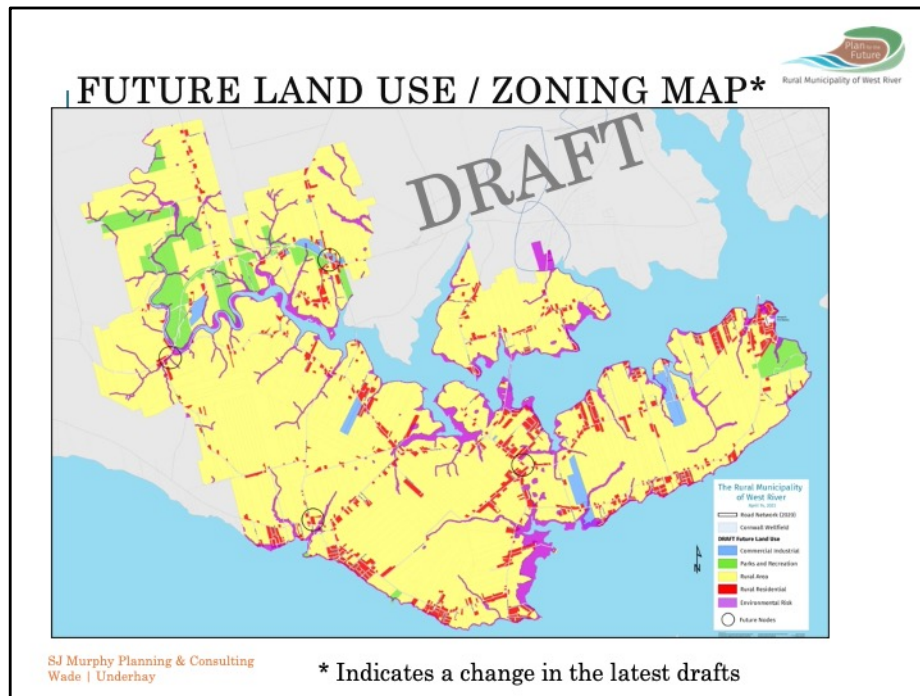 Plan for the
Future
Rural Municipality of West River
FUTURE LAND USE / ZONING MAP*
DRAFT
The Rural Municipality
of West River
Road Network (2020)
Cornwall Wellfield
DRAFT Future Land Use
Commercial Industrial
Parks and Recreation
Rural Area
Rural Residential
Environmental Risk
Future Nodes
N
SJ Murphy Planning & Consulting
Wade | Underhay
* Indicates a change in the latest drafts